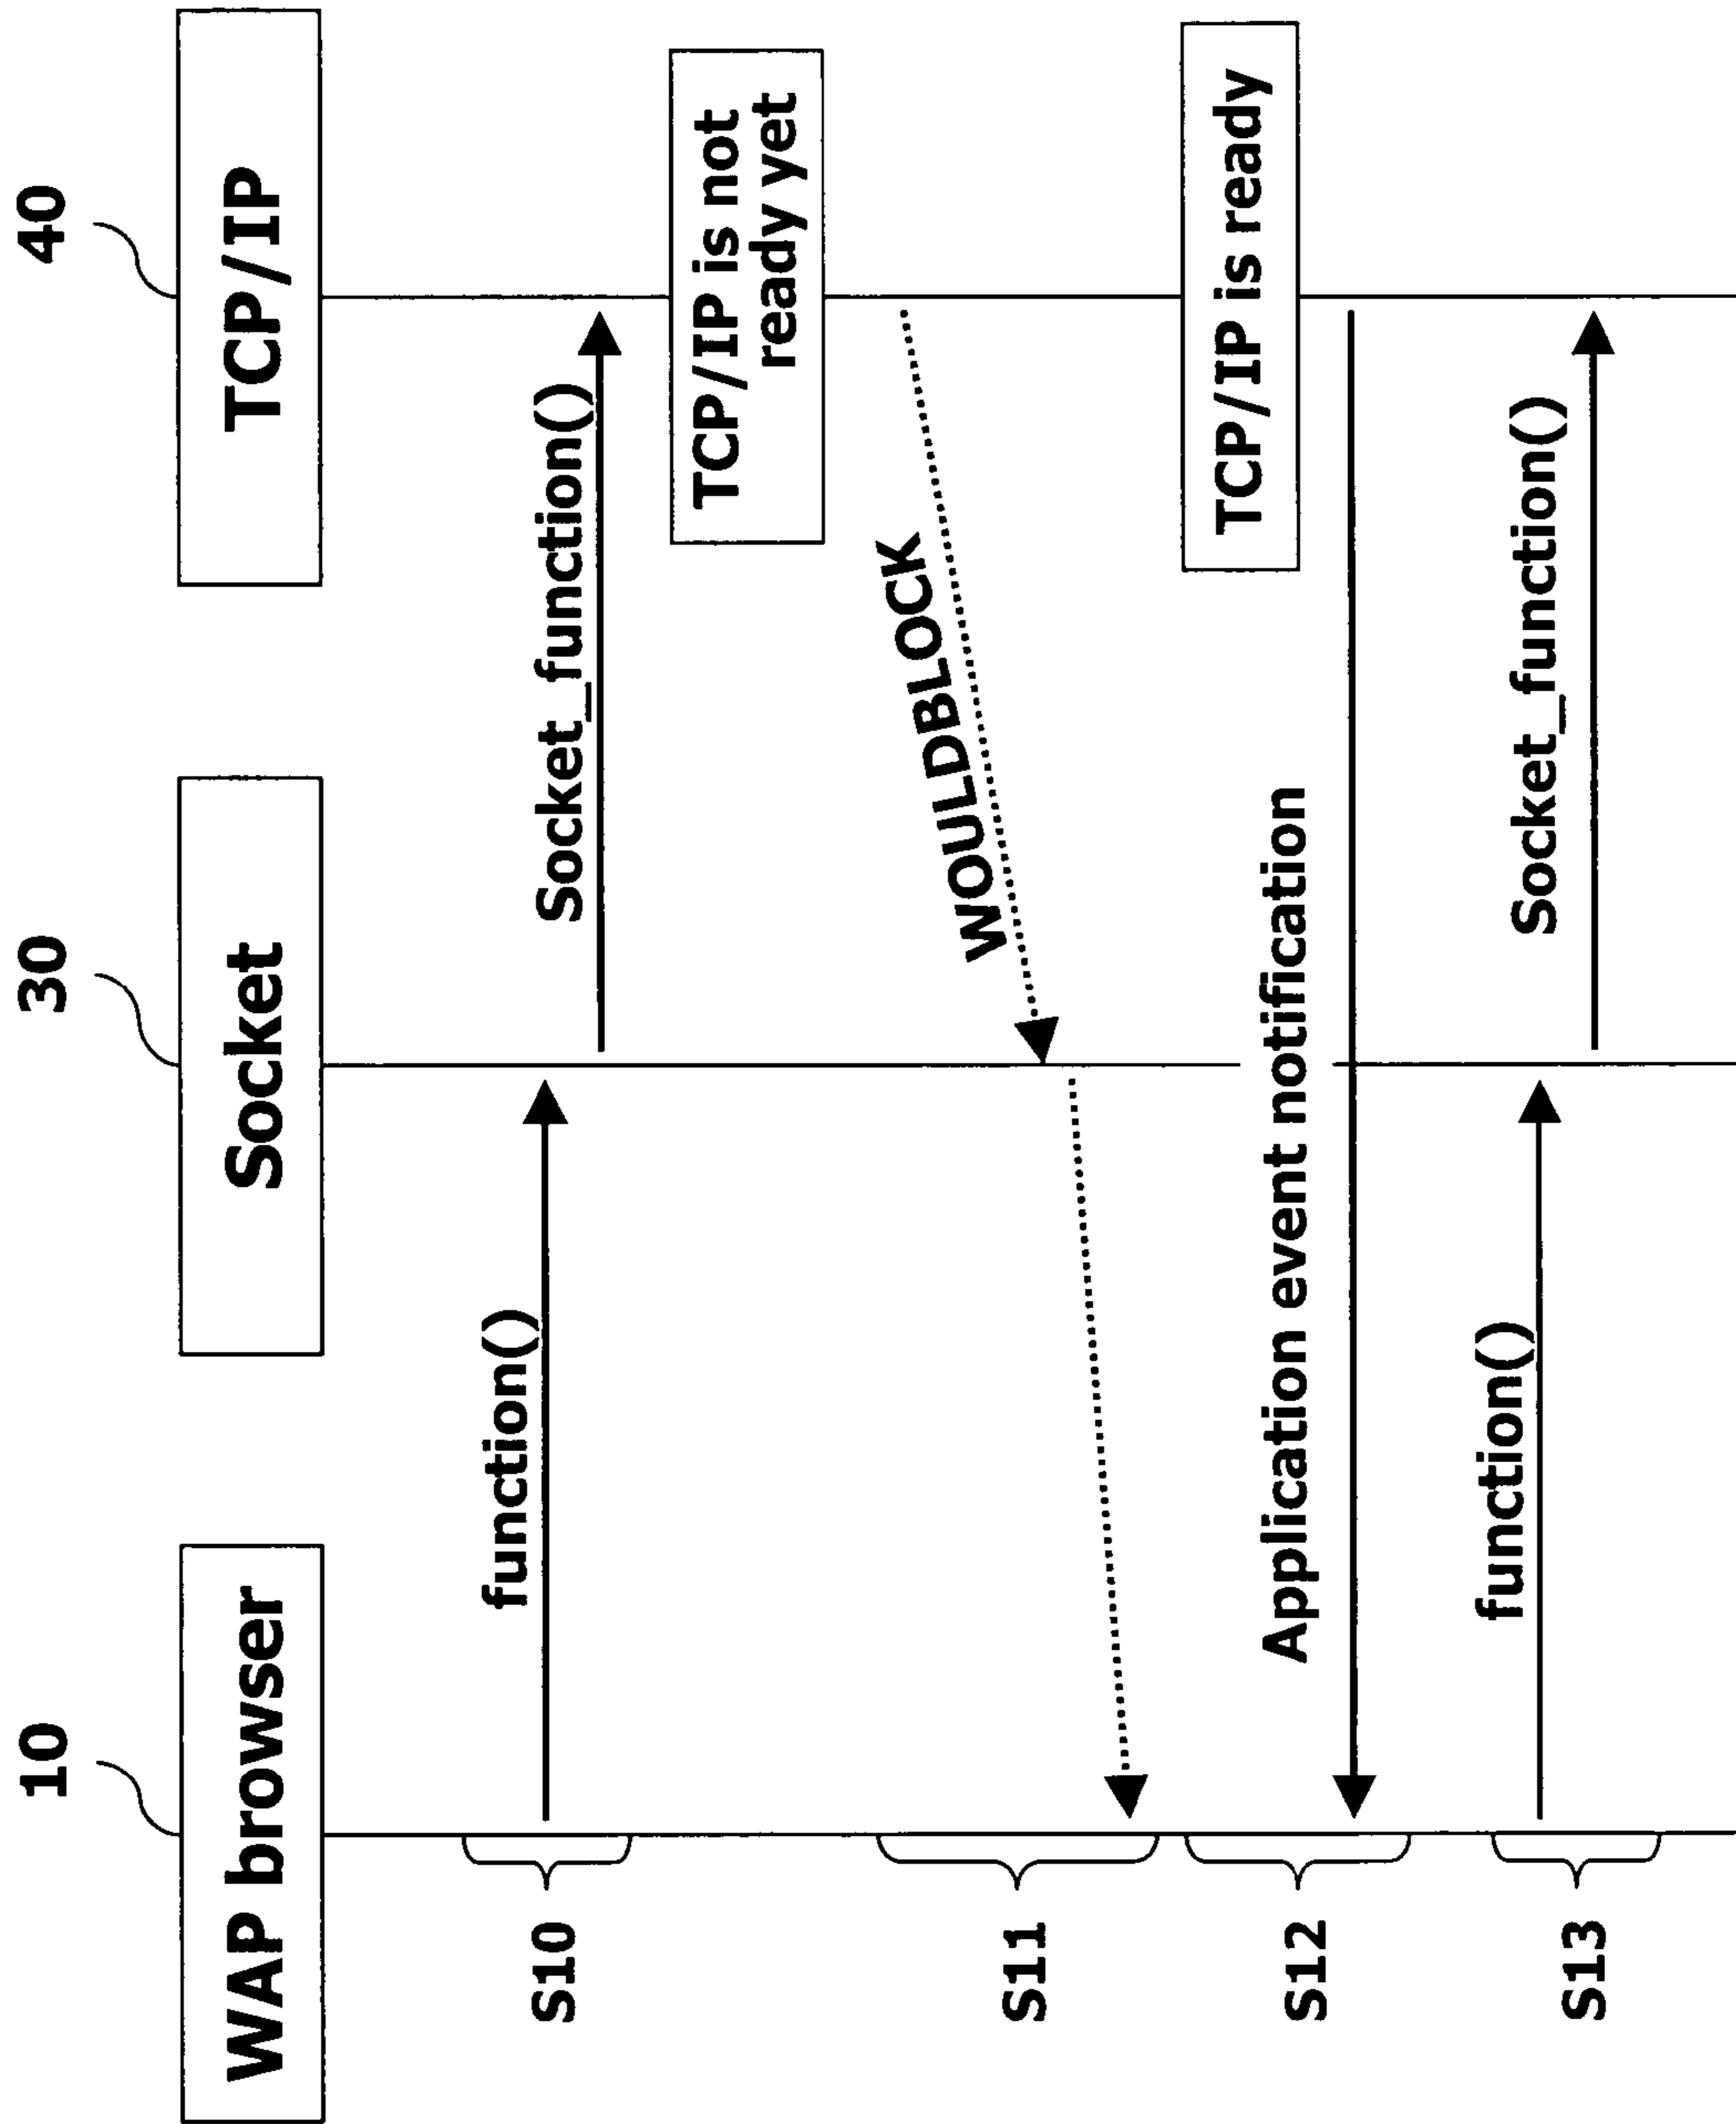 10
30
40
WAP browser
Socket
TCP/IP
S10
function()
Socket_function()
TCP/IP is not
ready yet
S11
WOULDBLOCK
TCP/IP is ready
S12
Application event notification
S13
function()
Socket_function()